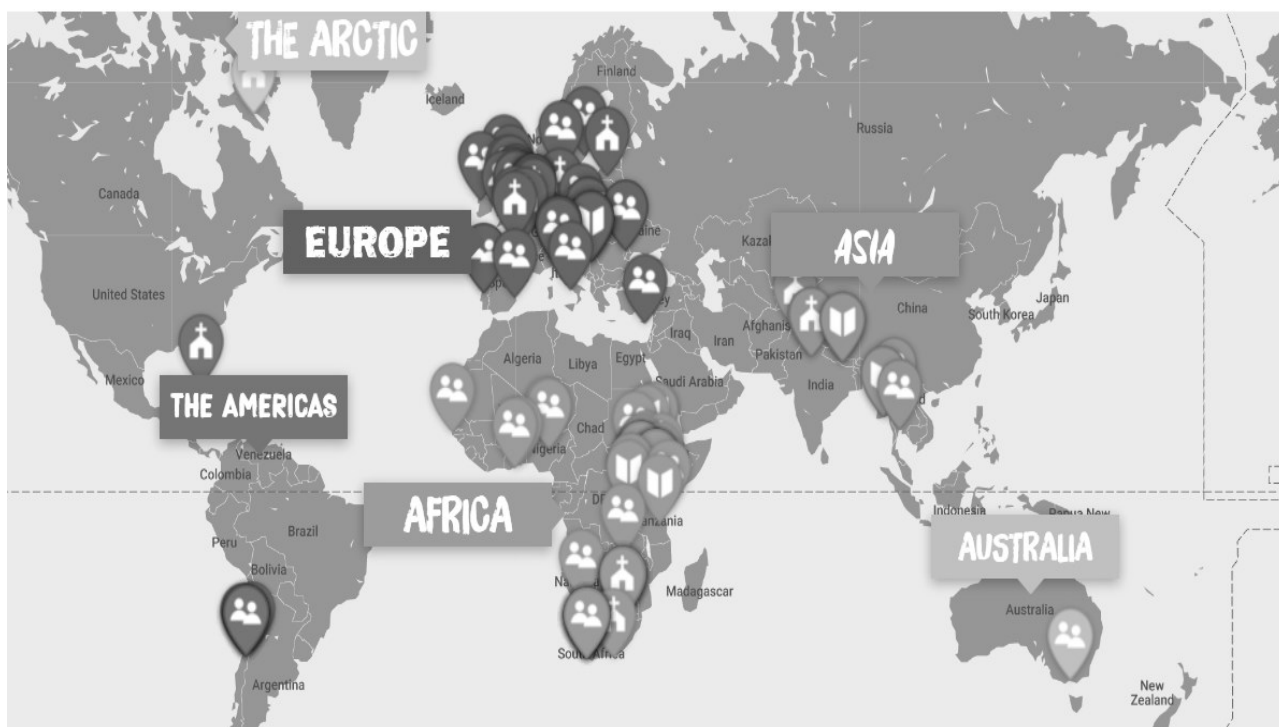 THE ARCTIC
Finland
Iceland
Russia
Canada
EUROPE
ASIA
United States
China
Japan
South Korea
Iraq
Iran
Pakistan
Algeria
Libya
Egypt
Saudi Arabia
India
Mexico
THE AMERICAS
Chad
Venezuela
Colombia
AFRICA
Indonesia
Brazil
AUSTRALIA
Peru
Bolivia
Madagascar
Australia
Argentina
New
Zealand